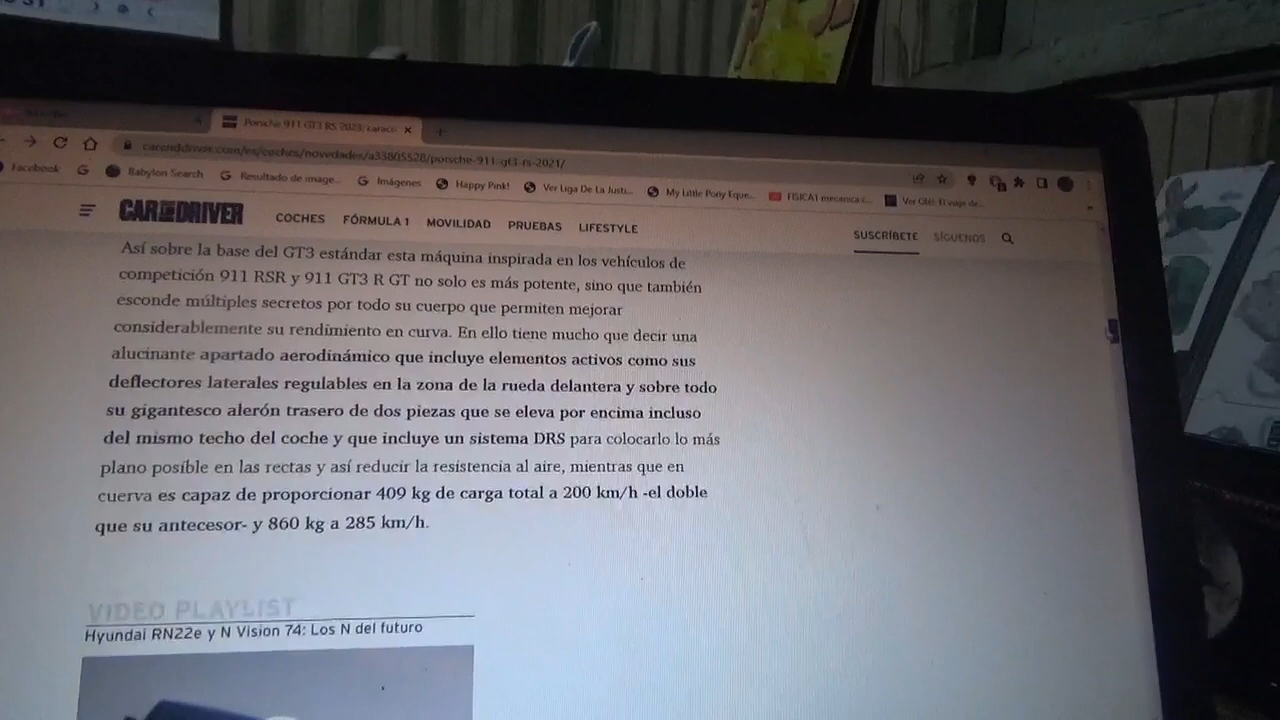 Porsche 911 GT3 RS 2023: caract
caranddriver.com/es/coches/novedades/a33805528/porsche-911-gt3-rs-2021/
Facebook Babylon Search Resultado de image... Imágenes Happy Pink! Ver Liga De La Justi... My Little Pony Eque... FISICA1 mecanica c...
CAR AND DRIVER COCHES FÓRMULA 1 MOVILIDAD PRUEBAS LIFESTYLE SUSCRÍBETE SÍGUENOS
Así sobre la base del GT3 estándar esta máquina inspirada en los vehículos de
competición 911 RSR y 911 GT3 R GT no solo es más potente, sino que también
esconde múltiples secretos por todo su cuerpo que permiten mejorar
considerablemente su rendimiento en curva. En ello tiene mucho que decir una
alucinante apartado aerodinámico que incluye elementos activos como sus
deflectores laterales regulables en la zona de la rueda delantera y sobre todo
su gigantesco alerón trasero de dos piezas que se eleva por encima incluso
del mismo techo del coche y que incluye un sistema DRS para colocarlo lo más
plano posible en las rectas y así reducir la resistencia al aire, mientras que en
cuerva es capaz de proporcionar 409 kg de carga total a 200 km/h -el doble
que su antecesor- y 860 kg a 285 km/h.
VIDEO PLAYLIST
Hyundai RN22e y N Vision 74: Los N del futuro